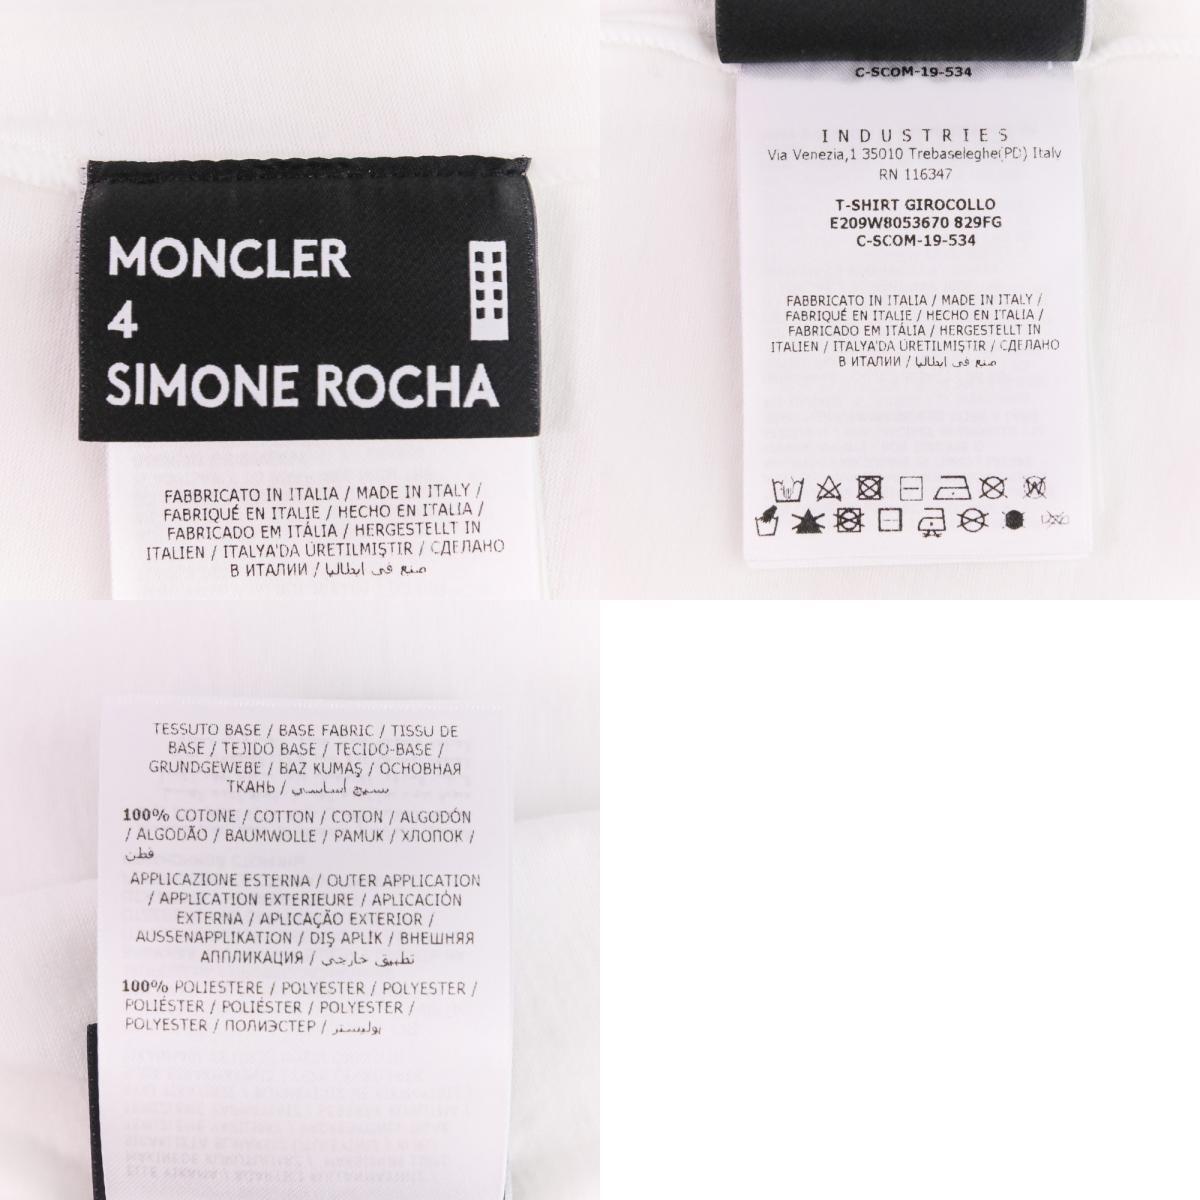 MONCLER
4
SIMONE ROCHA
FABBRICATO IN ITALIA / MADE IN ITALY /
FABRIQUÉ EN ITALIE / HECHO EN ITALIA /
FABRICADO EM ITÁLIA / HERGESTELLT IN
ITALIEN / ITALYA'DA ÜRETILMIŞTIR / СДЕЛАНО
В ИТАЛИИ / صنع في ايطاليا
C-SCOM-19-534
INDUSTRIES
Via Venezia,1 35010 Trebaseleghe(PD) Italy
RN 116347
T-SHIRT GIROCOLLO
E209W8053670 829FG
C-SCOM-19-534
FABBRICATO IN ITALIA / MADE IN ITALY /
FABRIQUÉ EN ITALIE / HECHO EN ITALIA /
FABRICADO EM ITÁLIA / HERGESTELLT IN
ITALIEN / ITALYA'DA ÜRETILMIŞTIR / СДЕЛАНО
В ИТАЛИИ / صنع في ايطاليا
TESSUTO BASE / BASE FABRIC / TISSU DE
BASE / TEJIDO BASE / TECIDO-BASE /
GRUNDGEWEBE / BAZ KUMAŞ / ОСНОВНАЯ
ТКАНЬ / نسيج أساسي
100% COTONE / COTTON / COTON / ALGODÓN
/ ALGODÃO / BAUMWOLLE / PAMUK / ХЛОПОК /
قطن
APPLICAZIONE ESTERNA / OUTER APPLICATION
/ APPLICATION EXTERIEURE / APLICACIÓN
EXTERNA / APLICAÇÃO EXTERIOR /
AUSSENAPPLIKATION / DIŞ APLİK / ВНЕШНЯЯ
АППЛИКАЦИЯ / تطبيق خارجي
100% POLIESTERE / POLYESTER / POLYESTER /
POLIÉSTER / POLIÉSTER / POLYESTER /
POLYESTER / ПОЛИЭСТЕР / بوليستر